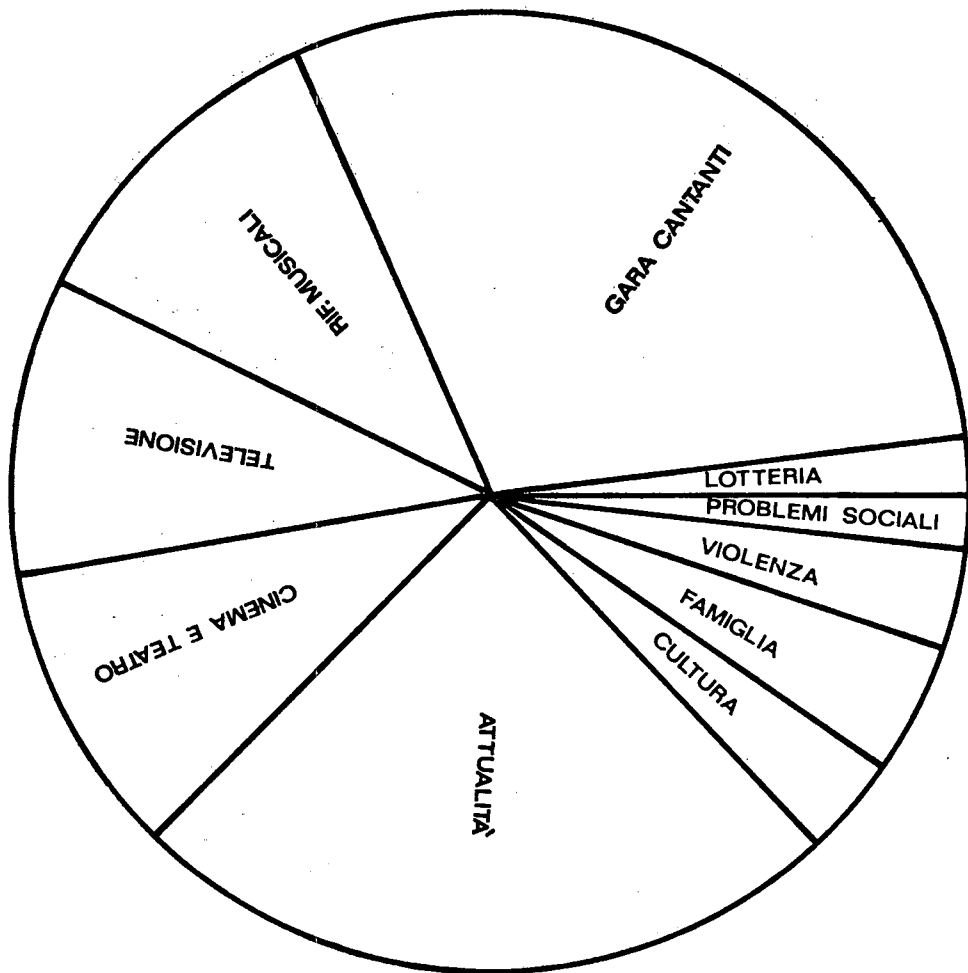 GARA CANTANTI
LOTTERIA
PROBLEMI SOCIALI
VIOLENZA
FAMIGLIA
CULTURA
ATTUALITÀ
CINEMA E TEATRO
TELEVISIONE
RIF. MUSICALI